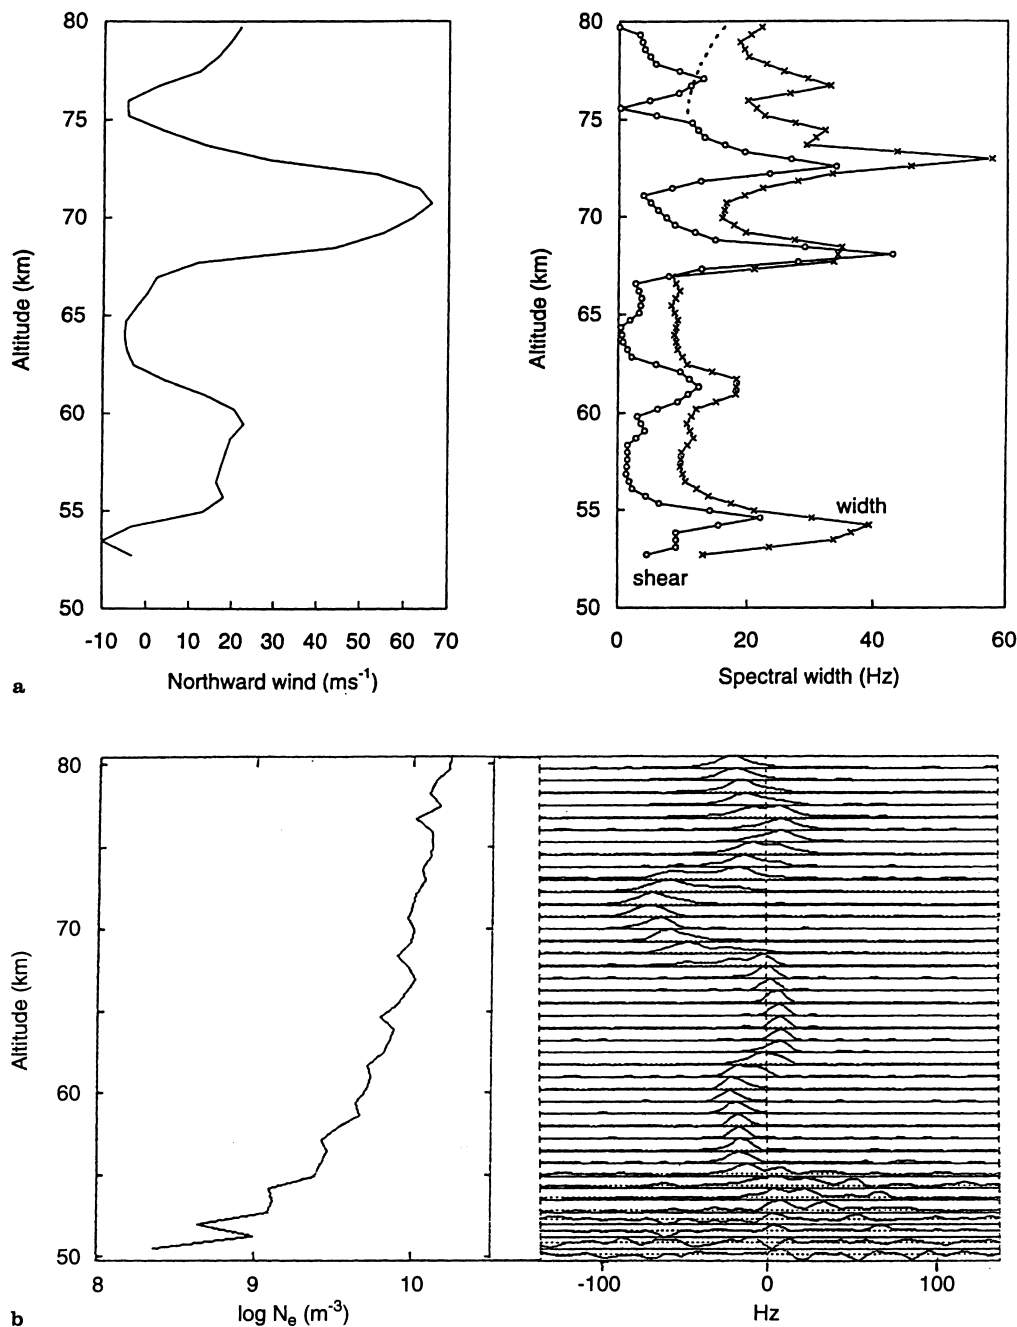 80
75
70
65
60
55
50
Altitude (km)
-10 0 10 20 30 40 50 60 70
Northward wind (ms-1)
a
80
75
70
65
60
55
50
Altitude (km)
width
shear
0 20 40 60
Spectral width (Hz)
80
70
60
50
Altitude (km)
8 9 10
log Ne (m-3)
b
-100 0 100
Hz